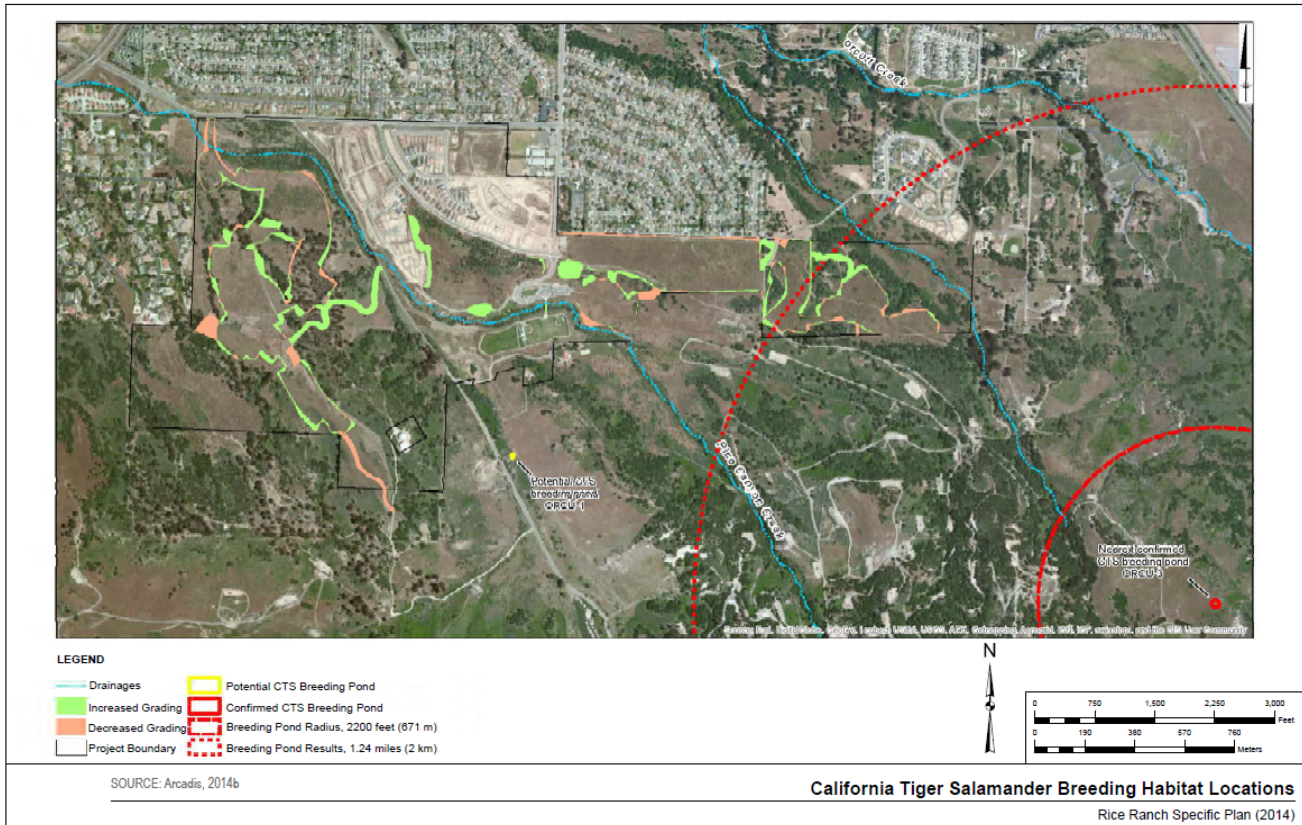 orcutt Creek
Potential CTS
breeding pond
ORCU-1
Creek
Nearest confirmed
CTS breeding pond
ORCU-3
LEGEND
Drainages
Increased Grading
Decreased Grading
Project Boundary
Potential CTS Breeding Pond
Confirmed CTS Breeding Pond
Breeding Pond Radius, 2200 feet (671 m)
Breeding Pond Results, 1.24 miles (2 km)
N
0 750 1,500 2,250 3,000
Feet
0 190 380 570 760
Meters
SOURCE: Arcadis, 2014b
California Tiger Salamander Breeding Habitat Locations
Rice Ranch Specific Plan (2014)